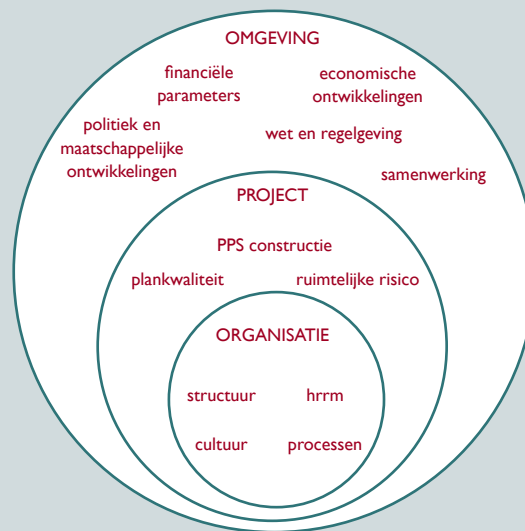 OMGEVING
financiële
parameters
economische
ontwikkelingen
politiek en
maatschappelijke
ontwikkelingen
wet en regelgeving
samenwerking
PROJECT
PPS constructie
plankwaliteit
ruimtelijke risico
ORGANISATIE
structuur
hrrm
cultuur
processen